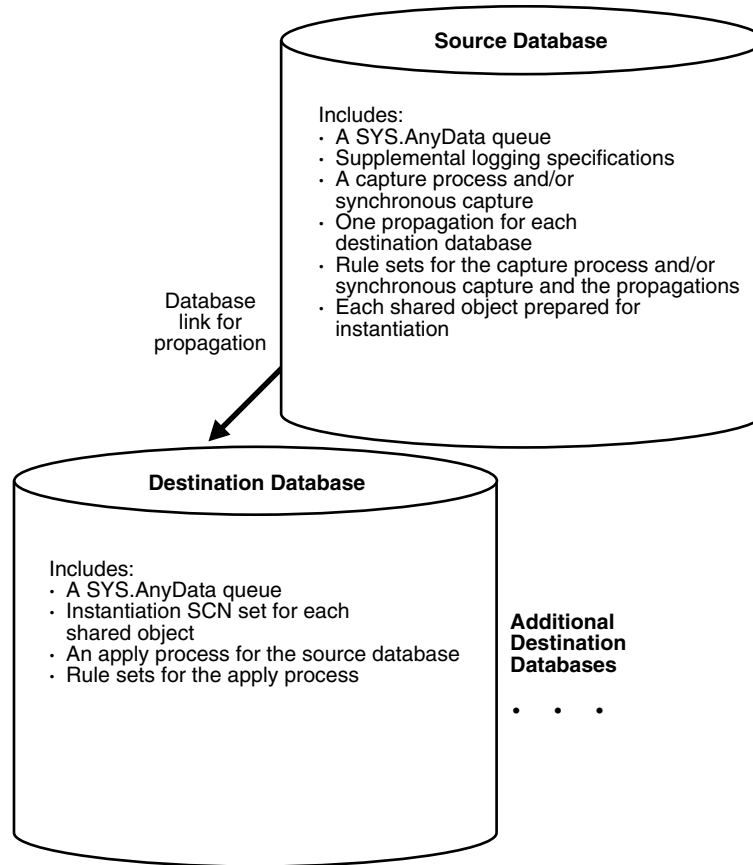 Source Database
Includes:
· A SYS.AnyData queue
· Supplemental logging specifications
· A capture process and/or
synchronous capture
· One propagation for each
destination database
· Rule sets for the capture process and/or
synchronous capture and the propagations
· Each shared object prepared for
instantiation
Database
link for
propagation
Destination Database
Includes:
· A SYS.AnyData queue
· Instantiation SCN set for each
shared object
· An apply process for the source database
· Rule sets for the apply process
Additional
Destination
Databases
. . .